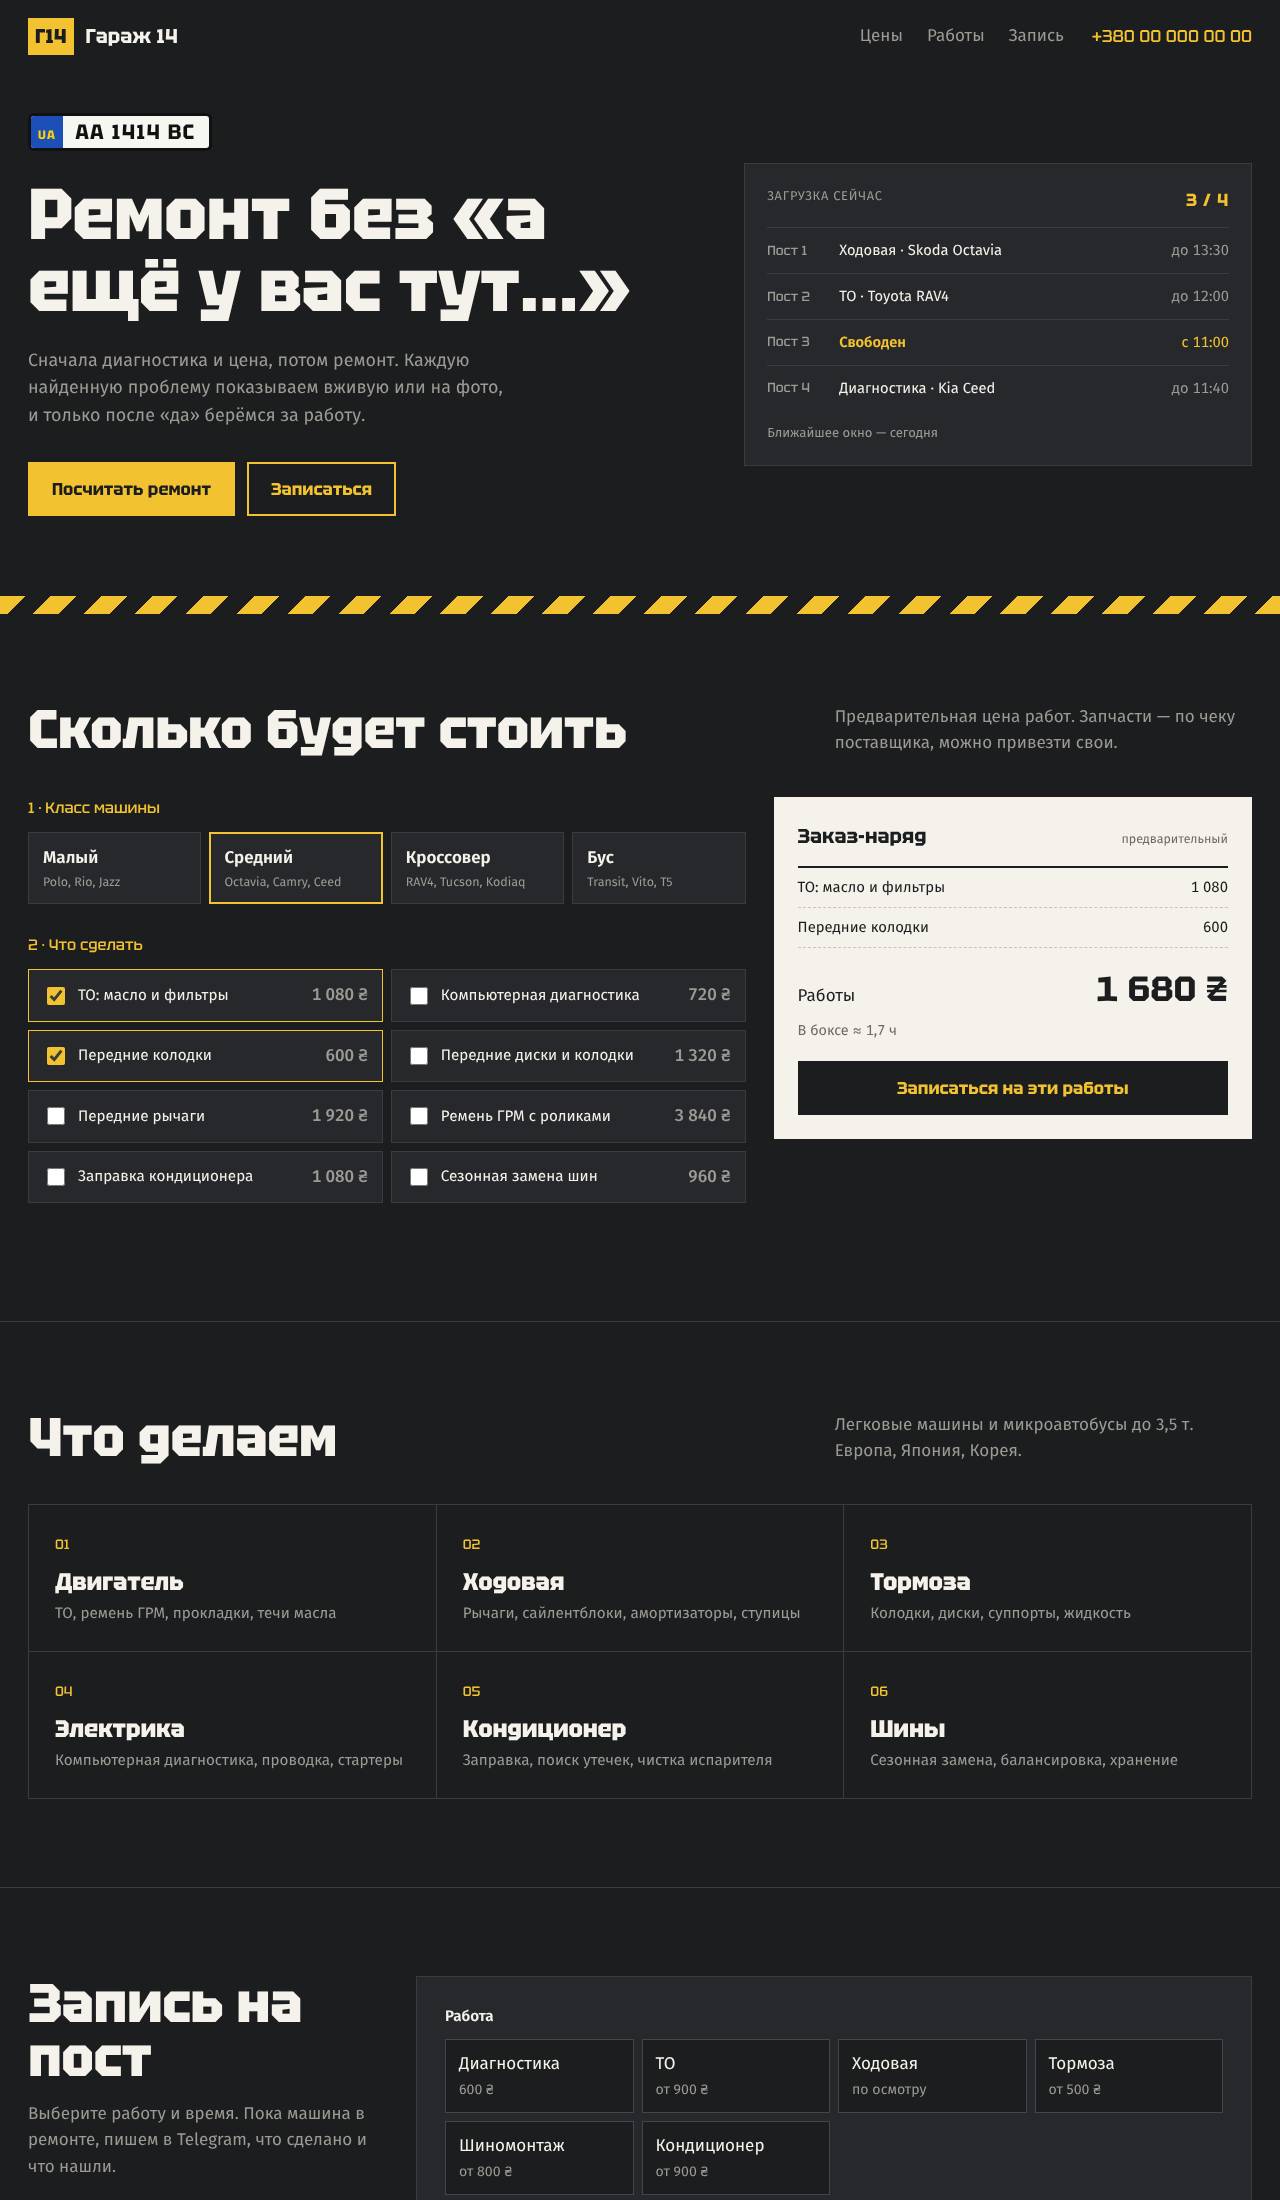 Г14 Гараж 14
Цены Работы Запись +380 00 000 00 00
UA AA 1414 BC
Ремонт без «а
ещё у вас тут...»
Сначала диагностика и цена, потом ремонт. Каждую
найденную проблему показываем вживую или на фото,
и только после «да» берёмся за работу.
Посчитать ремонт Записаться
ЗАГРУЗКА СЕЙЧАС 3 / 4
Пост 1 Ходовая · Skoda Octavia до 13:30
Пост 2 ТО · Toyota RAV4 до 12:00
Пост 3 Свободен с 11:00
Пост 4 Диагностика · Kia Ceed до 11:40
Ближайшее окно — сегодня
Сколько будет стоить
Предварительная цена работ. Запчасти — по чеку
поставщика, можно привезти свои.
1 · Класс машины
Малый
Polo, Rio, Jazz
Средний
Octavia, Camry, Ceed
Кроссовер
RAV4, Tucson, Kodiaq
Бус
Transit, Vito, T5
2 · Что сделать
ТО: масло и фильтры 1 080 ₴
Компьютерная диагностика 720 ₴
Передние колодки 600 ₴
Передние диски и колодки 1 320 ₴
Передние рычаги 1 920 ₴
Ремень ГРМ с роликами 3 840 ₴
Заправка кондиционера 1 080 ₴
Сезонная замена шин 960 ₴
Заказ-наряд предварительный
ТО: масло и фильтры 1 080
Передние колодки 600
Работы 1 680 ₴
В боксе ≈ 1,7 ч
Записаться на эти работы
Что делаем
Легковые машины и микроавтобусы до 3,5 т.
Европа, Япония, Корея.
01
Двигатель
ТО, ремень ГРМ, прокладки, течи масла
02
Ходовая
Рычаги, сайлентблоки, амортизаторы, ступицы
03
Тормоза
Колодки, диски, суппорты, жидкость
04
Электрика
Компьютерная диагностика, проводка, стартеры
05
Кондиционер
Заправка, поиск утечек, чистка испарителя
06
Шины
Сезонная замена, балансировка, хранение
Запись на
пост
Выберите работу и время. Пока машина в
ремонте, пишем в Telegram, что сделано и
что нашли.
Работа
Диагностика
600 ₴
ТО
от 900 ₴
Ходовая
по осмотру
Тормоза
от 500 ₴
Шиномонтаж
от 800 ₴
Кондиционер
от 900 ₴